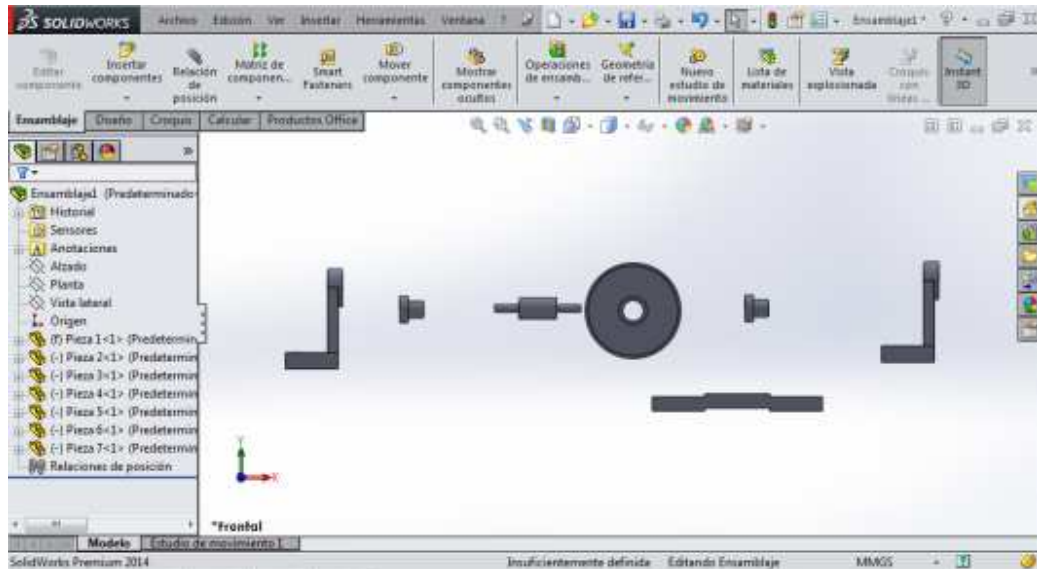 SOLIDWORKS Archivo Edición Ver Insertar Herramientas Ventana ? Ensamblaje1 *
Editar componente
Insertar componentes
Relación de posición
Matriz de componen...
Smart Fasteners
Mover componente
Mostrar componentes ocultos
Operaciones de ensamb...
Geometría de refer...
Nuevo estudio de movimiento
Lista de materiales
Vista explosionada
Croquis con líneas ...
Instant 3D
Ensamblaje Diseño Croquis Calcular Productos Office
Ensamblaje1 (Predeterminado
Historial
Sensores
Anotaciones
Alzado
Planta
Vista lateral
Origen
(f) Pieza 1<1> (Predetermin
(-) Pieza 2<1> (Predetermin
(-) Pieza 3<1> (Predetermin
(-) Pieza 4<1> (Predetermin
(-) Pieza 5<1> (Predetermin
(-) Pieza 6<1> (Predetermin
(-) Pieza 7<1> (Predetermin
Relaciones de posición
Y
X
*Frontal
Modelo Estudio de movimiento 1
SolidWorks Premium 2014 Insuficientemente definida Editando Ensamblaje MMGS